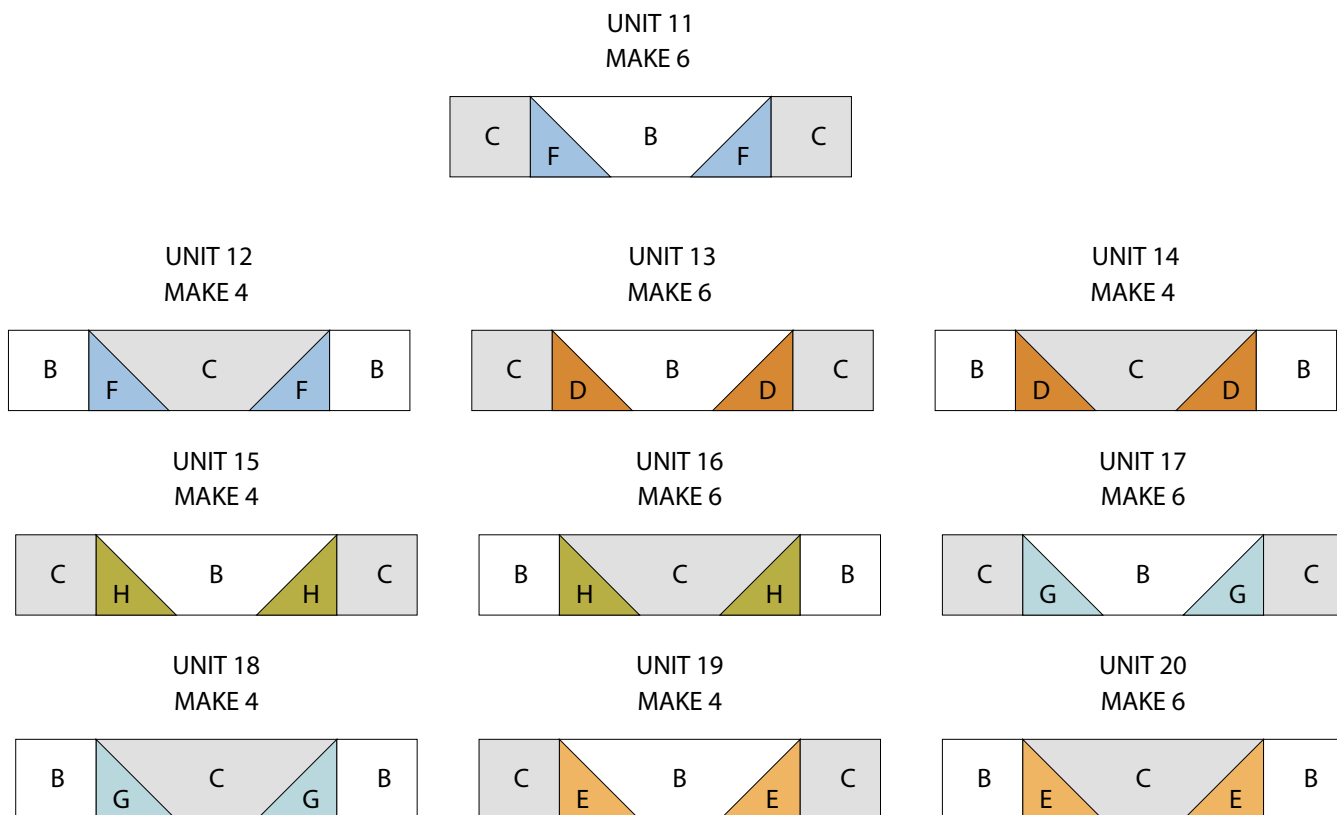 UNIT 11
MAKE 6
C F B F C
UNIT 12
MAKE 4
UNIT 13
MAKE 6
UNIT 14
MAKE 4
B F C F B
C D B D C
B D C D B
UNIT 15
MAKE 4
UNIT 16
MAKE 6
UNIT 17
MAKE 6
C H B H C
B H C H B
C G B G C
UNIT 18
MAKE 4
UNIT 19
MAKE 4
UNIT 20
MAKE 6
B G C G B
C E B E C
B E C E B